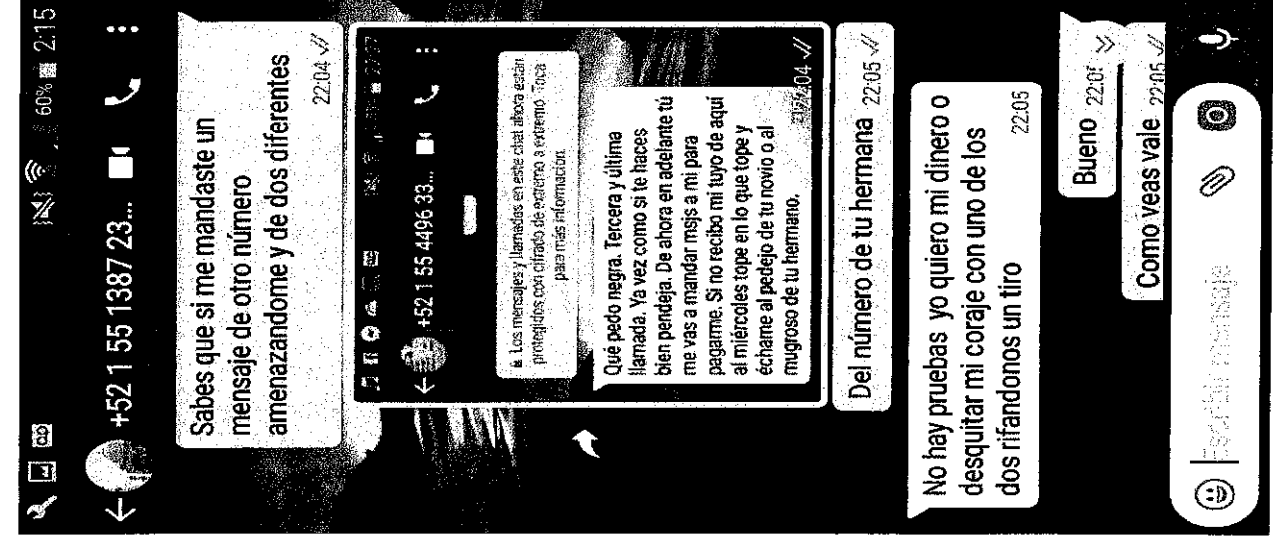 60% 2:15
+52 1 55 1387 23...
Sabes que si me mandaste un
mensaje de otro número
amenazandome y de dos diferentes
22:04
+52 1 55 4496 33...
Los mensajes y llamadas en este chat ahora están
protegidos con cifrado de extremo a extremo. Toca
para más información.
Qué pedo negra. Tercera y última
llamada. Ya vez como si te haces
bien pendeja. De ahora en adelante tú
me vas a mandar msjs a mi para
pagarme. Si no recibo mi tuyo de aquí
al miércoles tope en lo que tope y
échame al pedejo de tu novio o al
mugroso de tu hermano.
Del número de tu hermana 22:05
No hay pruebas yo quiero mi dinero o
desquitar mi coraje con uno de los
dos rifandonos un tiro
22:05
Bueno
Como veas vale 22:05
Escribir mensaje